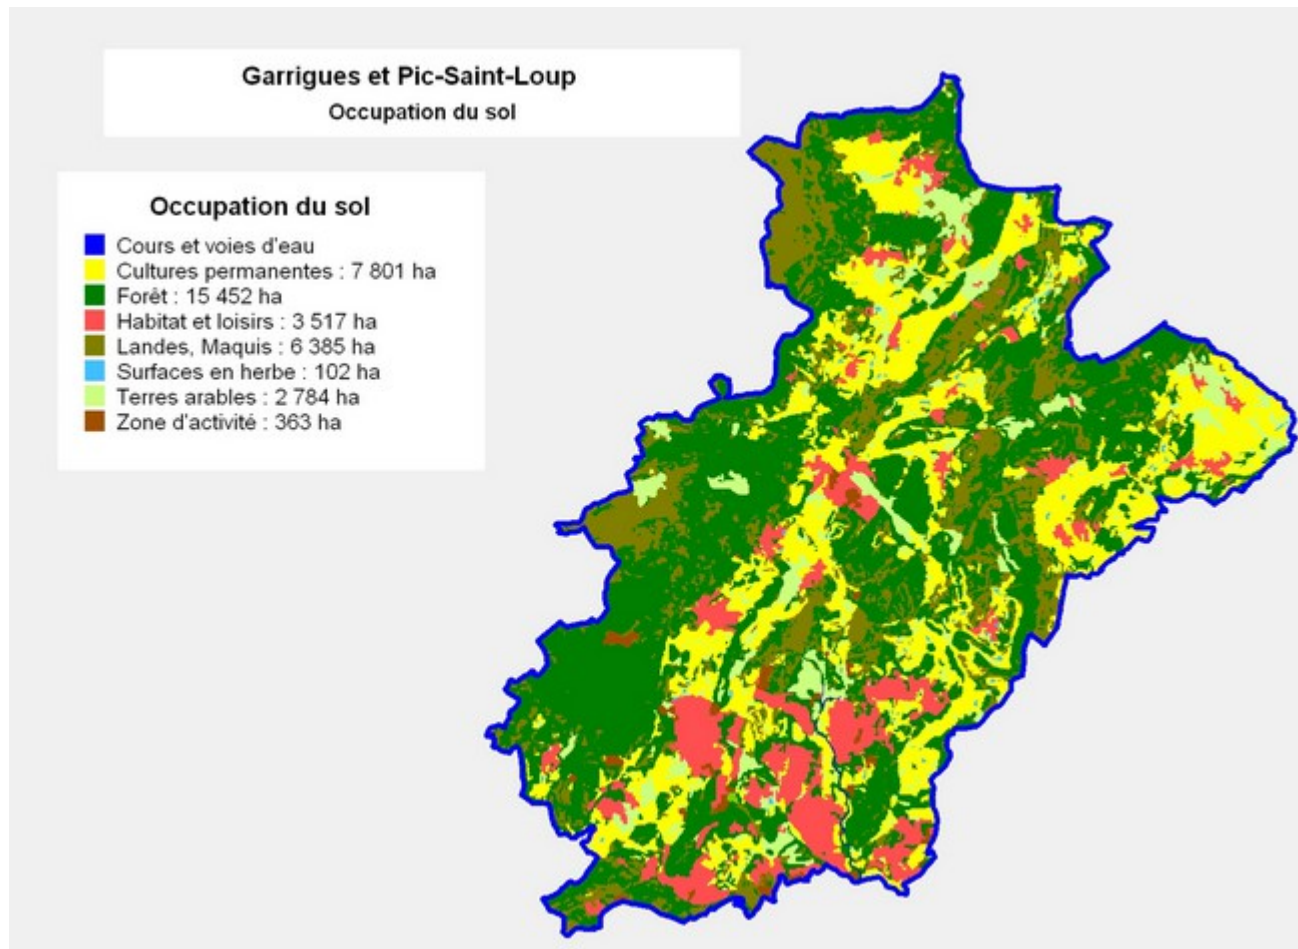 Garrigues et Pic-Saint-Loup
Occupation du sol
Occupation du sol
Cours et voies d'eau
Cultures permanentes : 7 801 ha
Forêt : 15 452 ha
Habitat et loisirs : 3 517 ha
Landes, Maquis : 6 385 ha
Surfaces en herbe : 102 ha
Terres arables : 2 784 ha
Zone d'activité : 363 ha